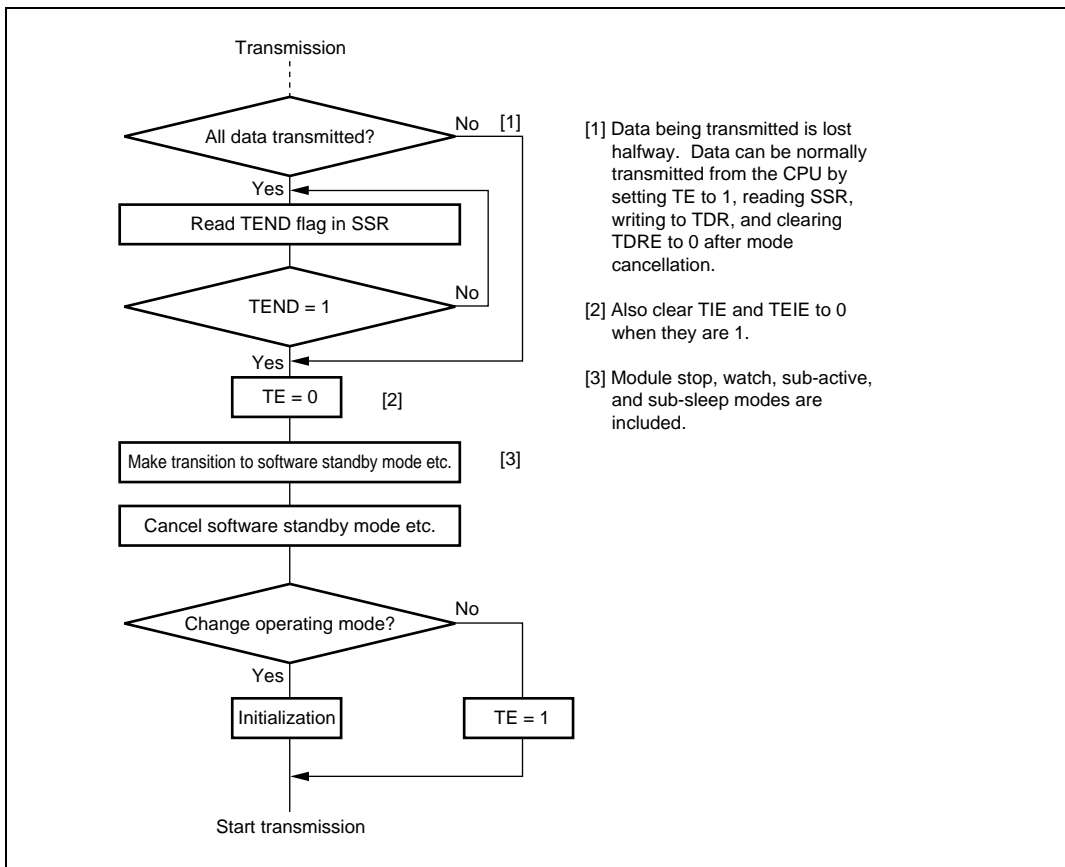 Transmission
All data transmitted?
No [1]
Yes
Read TEND flag in SSR
TEND = 1
No
Yes
TE = 0
[2]
Make transition to software standby mode etc.
[3]
Cancel software standby mode etc.
Change operating mode?
No
Yes
Initialization
TE = 1
Start transmission
[1] Data being transmitted is lost
halfway. Data can be normally
transmitted from the CPU by
setting TE to 1, reading SSR,
writing to TDR, and clearing
TDRE to 0 after mode
cancellation.
[2] Also clear TIE and TEIE to 0
when they are 1.
[3] Module stop, watch, sub-active,
and sub-sleep modes are
included.